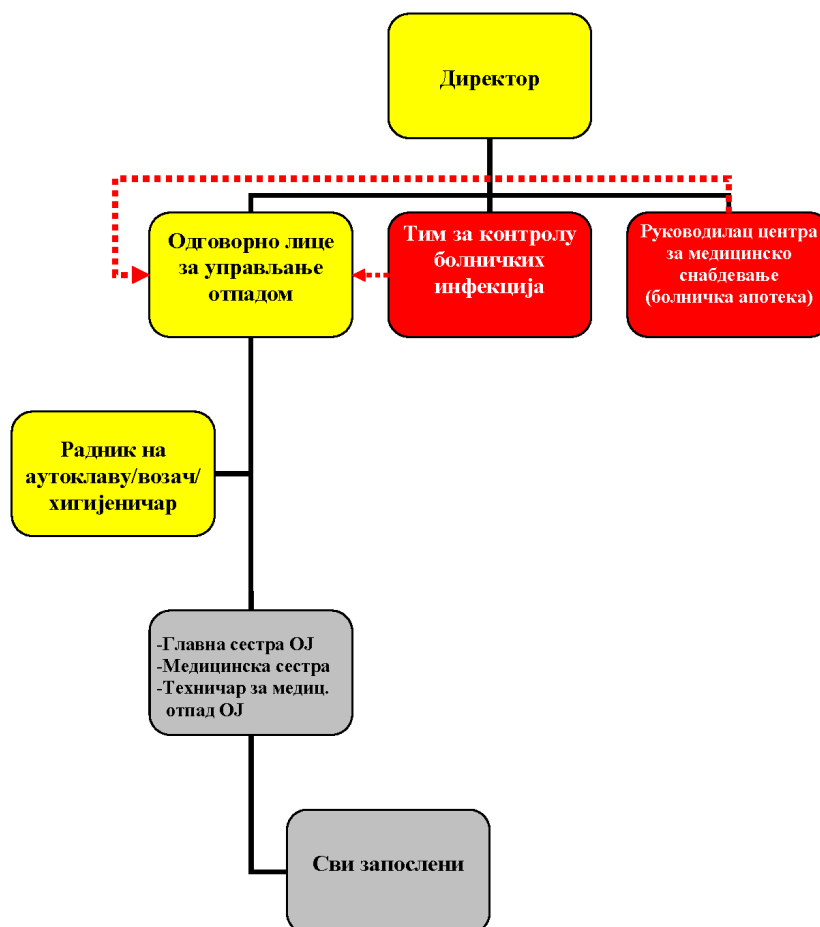 Директор
Одговорно лице
за управљање
отпадом
Тим за контролу
болничких
инфекција
Руководилац центра
за медицинско
снабдевање
(болничка апотека)
Радник на
аутоклаву/возач/
хигијеничар
-Главна сестра ОЈ
-Медицинска сестра
-Техничар за медиц.
отпад ОЈ
Сви запослени